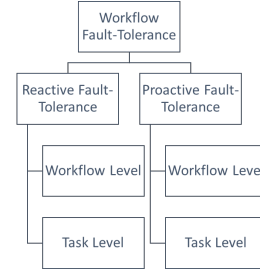 Workflow
Fault-Tolerance
Reactive Fault-
Tolerance
Proactive Fault-
Tolerance
Workflow Level
Workflow Leve
Task Level
Task Level